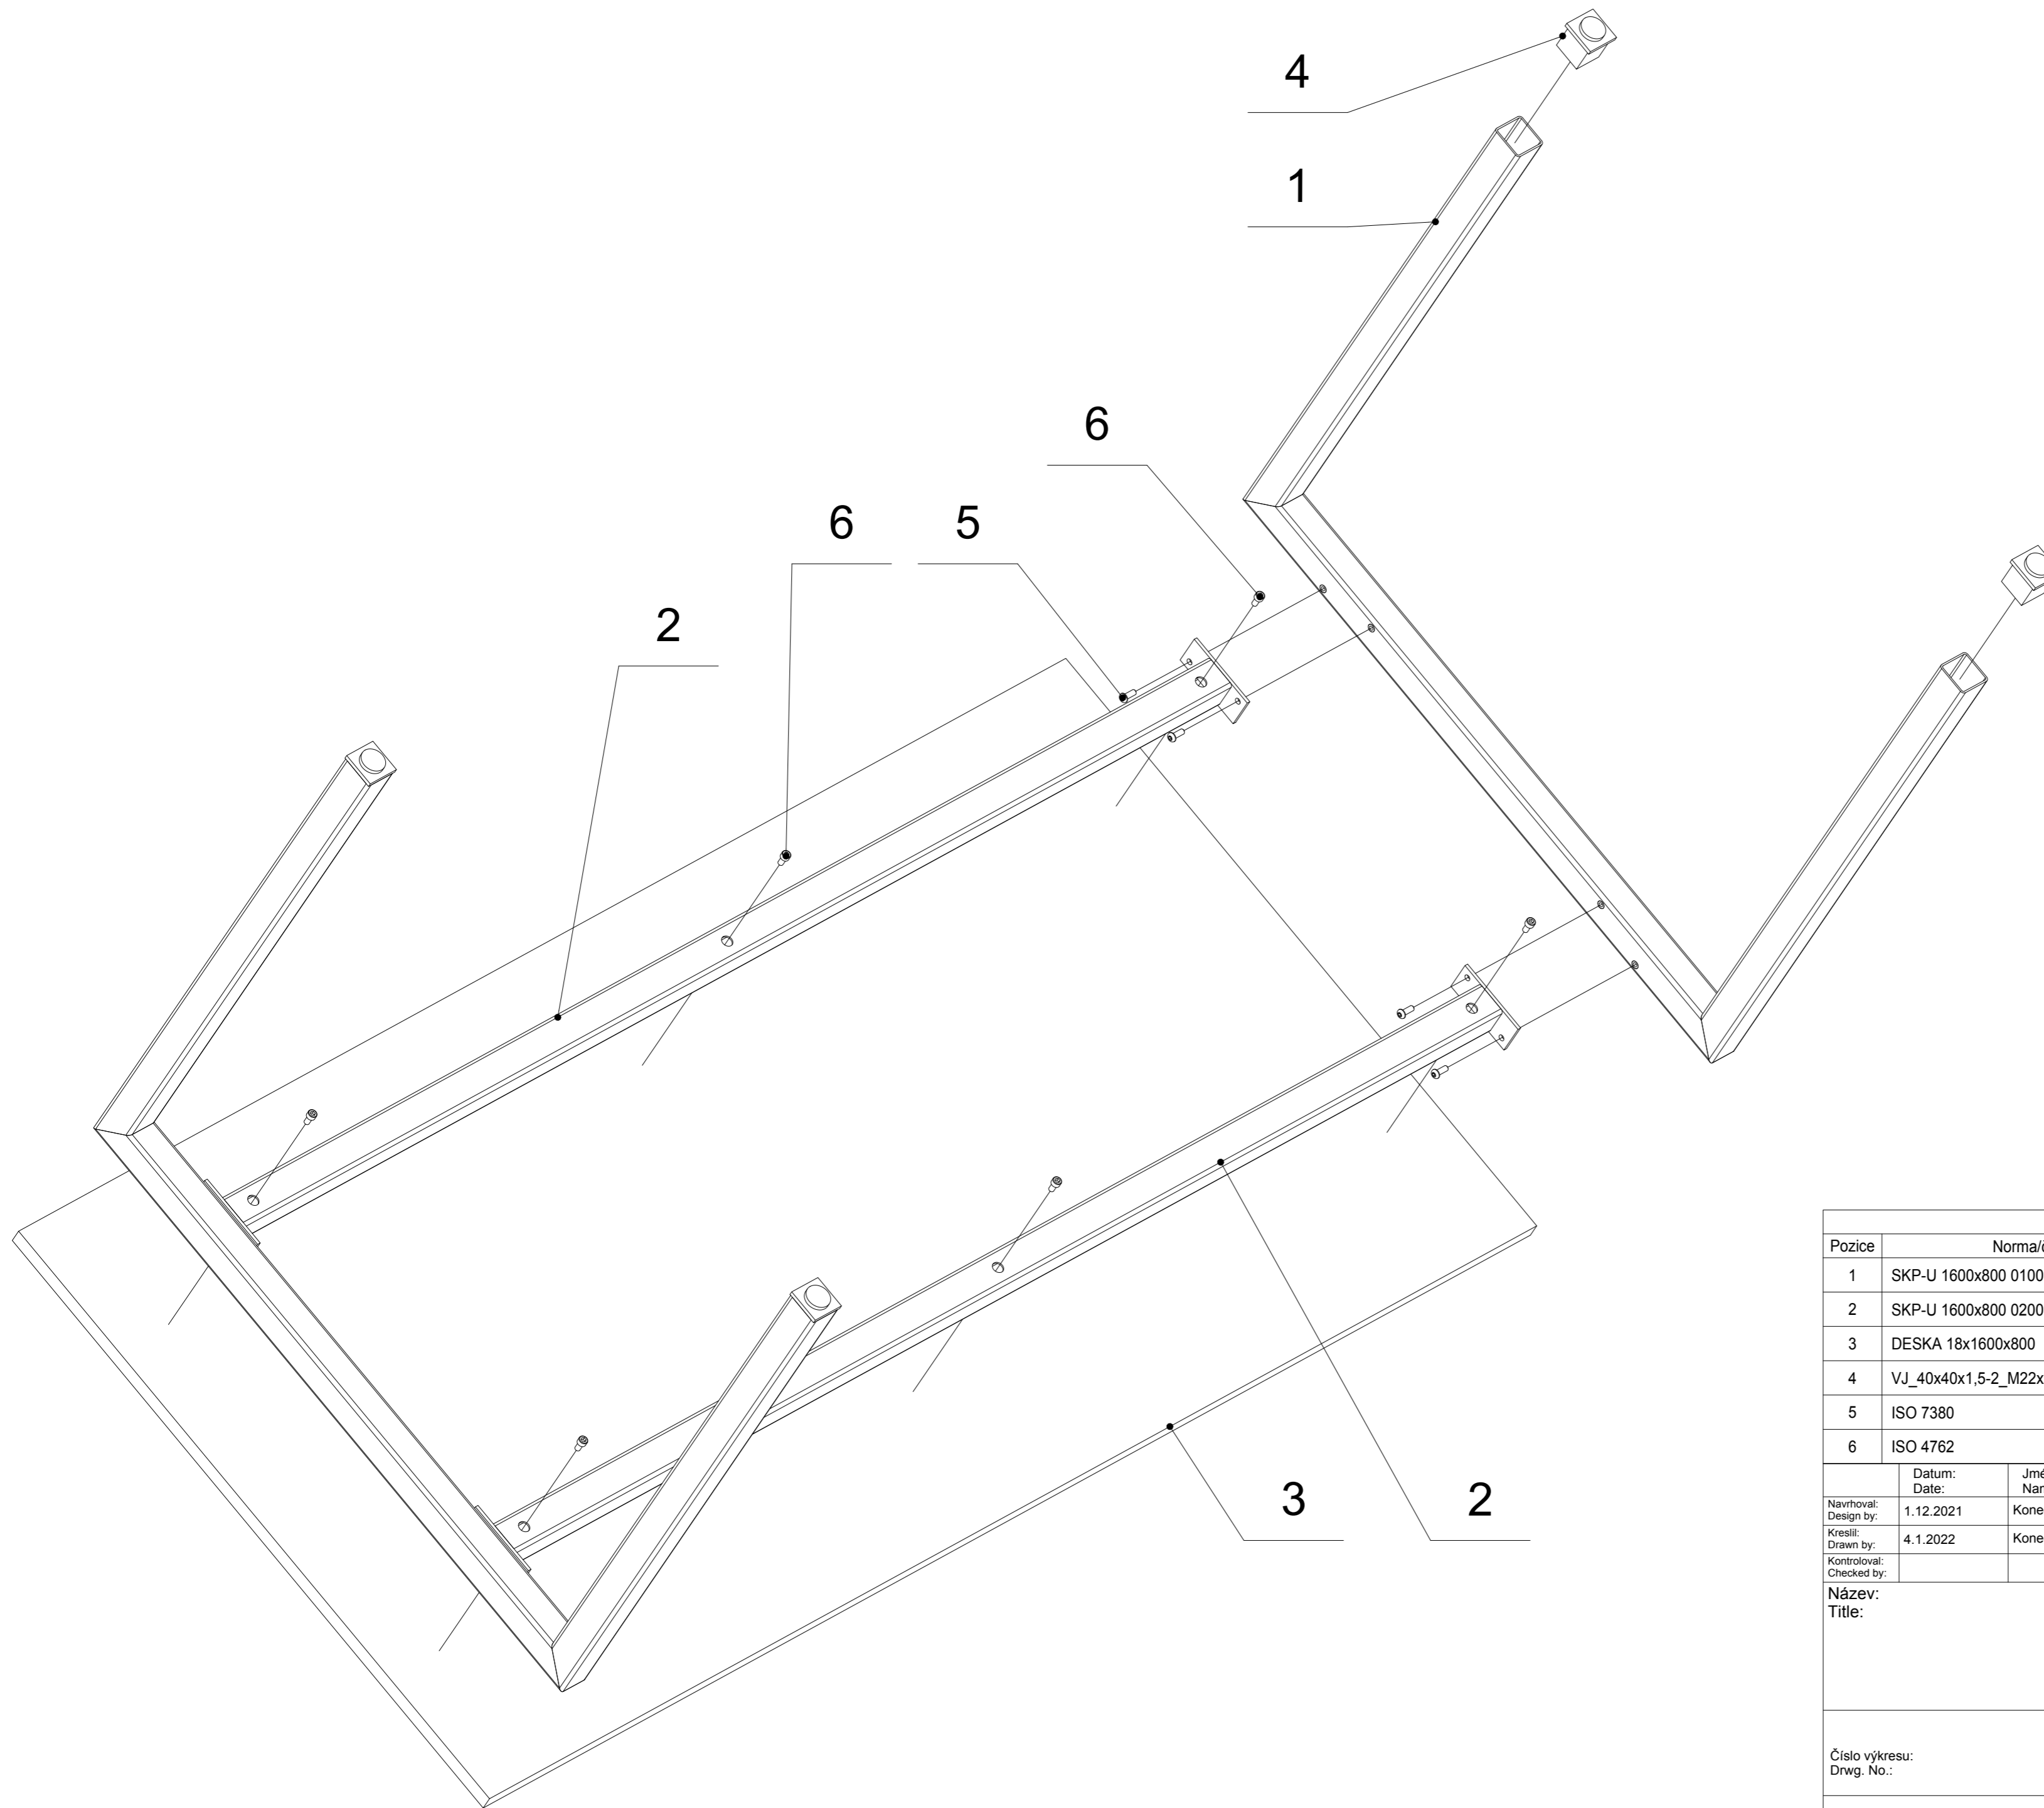 4
1
6
6 5
2
3 2
Pozice
1 SKP-U 1600x800 0100
2 SKP-U 1600x800 0200
3 DESKA 18x1600x800
4 VJ_40x40x1,5-2_M22x
5 ISO 7380
6 ISO 4762
Datum:
Date:
Navrhoval:
Design by: 1.12.2021
Kreslil:
Drawn by: 4.1.2022
Kontroloval:
Checked by:
Název:
Title:
Číslo výkresu:
Drwg. No.: